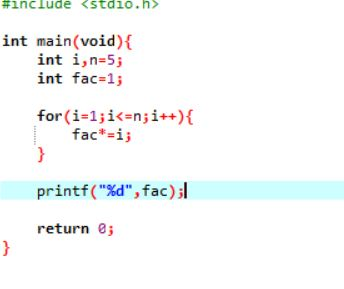 #include <stdio.h>
int main(void){
int i,n=5;
int fac=1;
for(i=1;i<=n;i++){
fac*=i;
}
printf("%d",fac);
return 0;
}